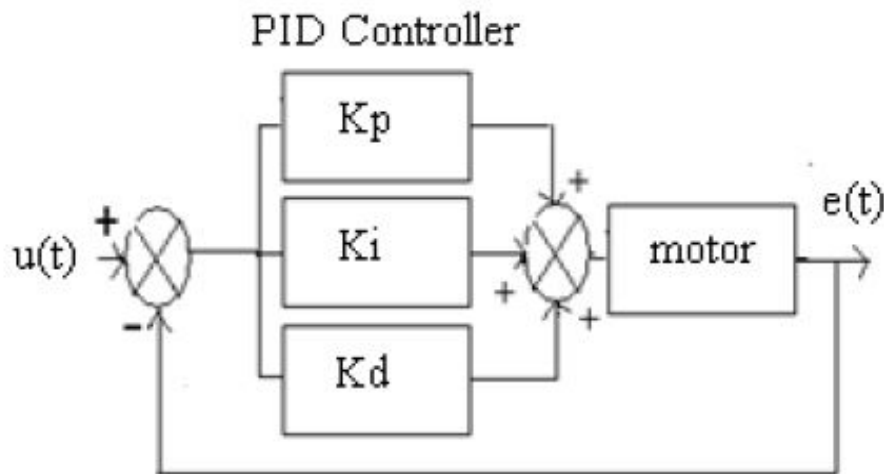 PID Controller
Kp
+
e(t)
+
u(t)
Ki
motor
+
-
+
Kd